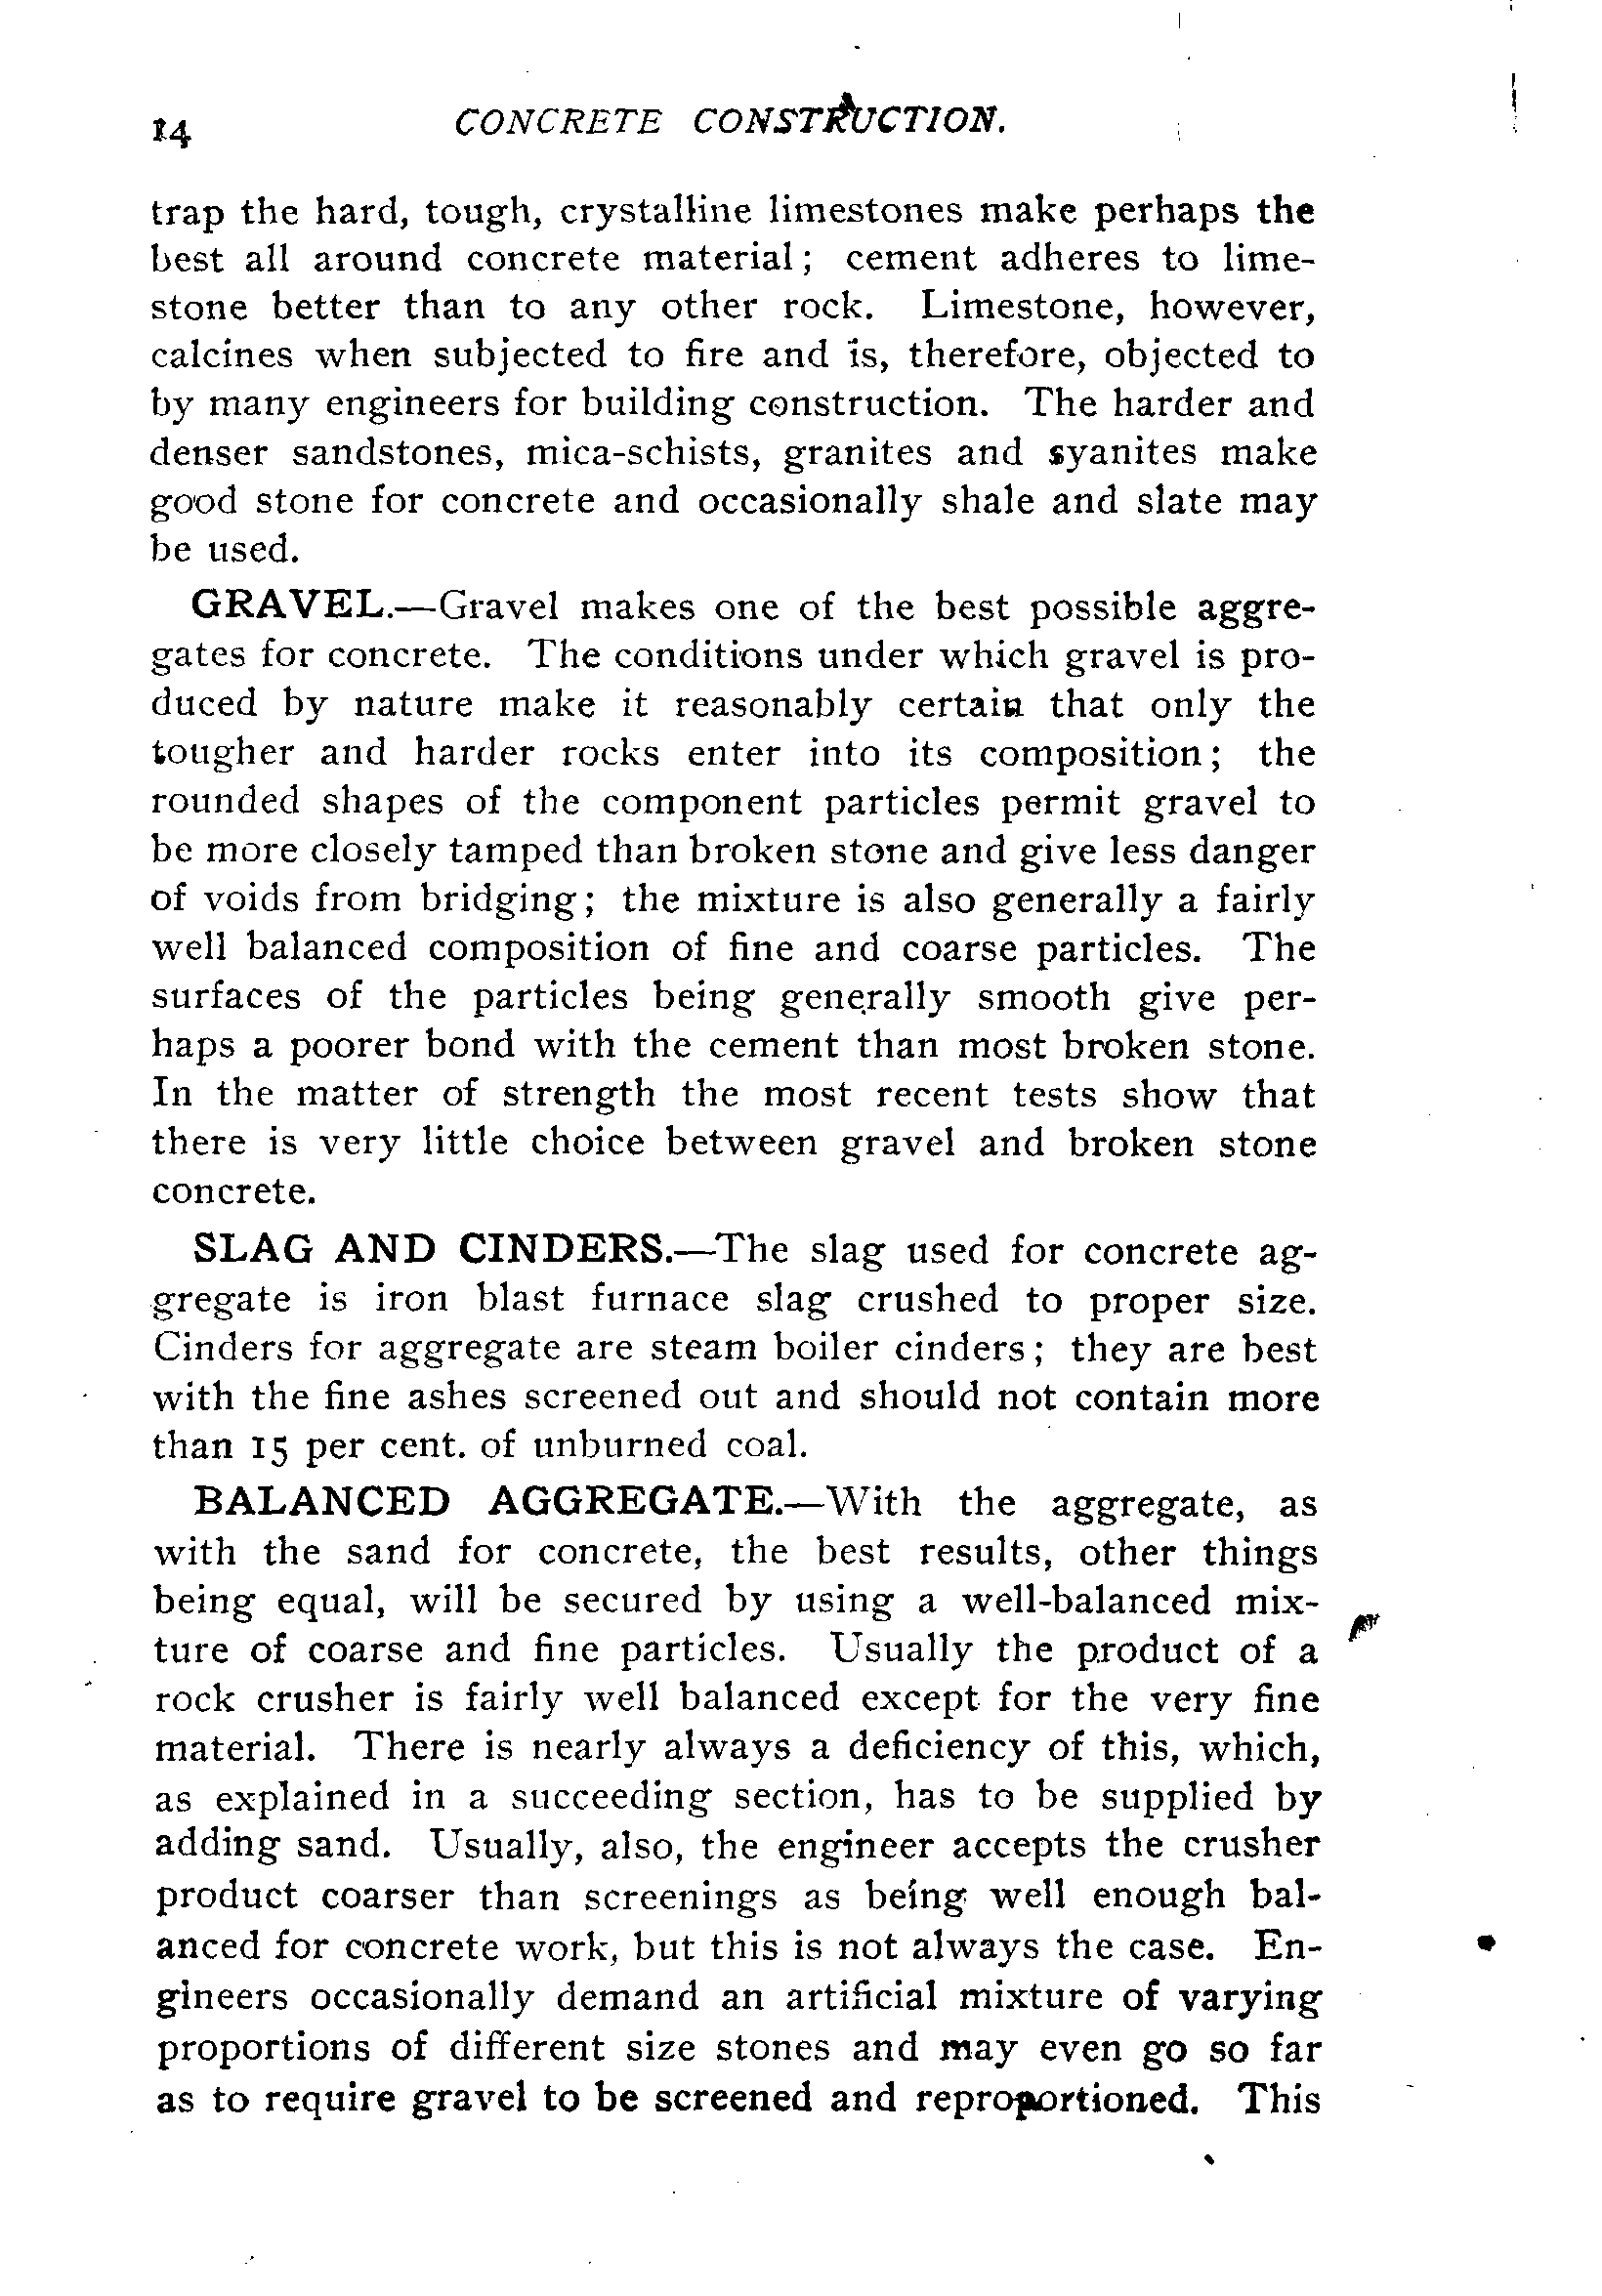 14 CONCRETE CONSTRUCTION.
trap the hard, tough, crystalline limestones make perhaps the
best all around concrete material; cement adheres to lime-
stone better than to any other rock. Limestone, however,
calcines when subjected to fire and is, therefore, objected to
by many engineers for building construction. The harder and
denser sandstones, mica-schists, granites and syanites make
good stone for concrete and occasionally shale and slate may
be used.
GRAVEL.—Gravel makes one of the best possible aggre-
gates for concrete. The conditions under which gravel is pro-
duced by nature make it reasonably certain that only the
tougher and harder rocks enter into its composition; the
rounded shapes of the component particles permit gravel to
be more closely tamped than broken stone and give less danger
of voids from bridging; the mixture is also generally a fairly
well balanced composition of fine and coarse particles. The
surfaces of the particles being generally smooth give per-
haps a poorer bond with the cement than most broken stone.
In the matter of strength the most recent tests show that
there is very little choice between gravel and broken stone
concrete.
SLAG AND CINDERS.—The slag used for concrete ag-
gregate is iron blast furnace slag crushed to proper size.
Cinders for aggregate are steam boiler cinders; they are best
with the fine ashes screened out and should not contain more
than 15 per cent. of unburned coal.
BALANCED AGGREGATE.—With the aggregate, as
with the sand for concrete, the best results, other things
being equal, will be secured by using a well-balanced mix-
ture of coarse and fine particles. Usually the product of a
rock crusher is fairly well balanced except for the very fine
material. There is nearly always a deficiency of this, which,
as explained in a succeeding section, has to be supplied by
adding sand. Usually, also, the engineer accepts the crusher
product coarser than screenings as being well enough bal-
anced for concrete work, but this is not always the case. En-
gineers occasionally demand an artificial mixture of varying
proportions of different size stones and may even go so far
as to require gravel to be screened and reproportioned. This